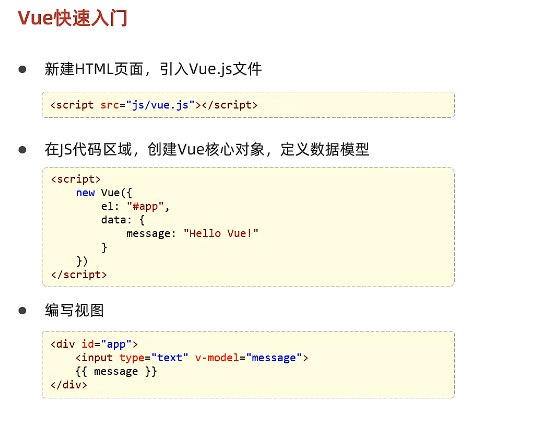 Vue快速入门
● 新建HTML页面，引入Vue.js文件
<script src="js/vue.js"></script>
● 在JS代码区域，创建Vue核心对象，定义数据模型
<script>
    new Vue({
        el: "#app",
        data: {
            message: "Hello Vue!"
        }
    })
</script>
● 编写视图
<div id="app">
    <input type="text" v-model="message">
    {{ message }}
</div>